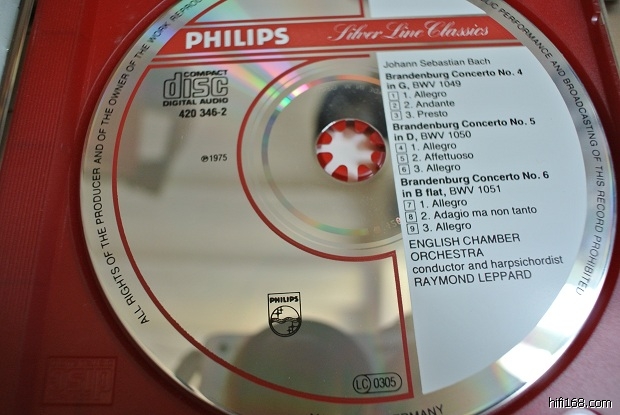 PHILIPS
Silver Line Classics
COMPACT
disc
DIGITAL AUDIO
420 346-2
℗1975
Johann Sebastian Bach
Brandenburg Concerto No. 4
in G, BWV 1049
1 1. Allegro
2 2. Andante
3 3. Presto
Brandenburg Concerto No. 5
in D, BWV 1050
4 1. Allegro
5 2. Affettuoso
6 3. Allegro
Brandenburg Concerto No. 6
in B flat, BWV 1051
7 1. Allegro
8 2. Adagio ma non tanto
9 3. Allegro
ENGLISH CHAMBER
ORCHESTRA
conductor and harpsichordist
RAYMOND LEPPARD
PHILIPS
LC 0305
ALL RIGHTS OF THE PRODUCER AND OF THE OWNER OF THE WORK
PUBLIC PERFORMANCE AND BROADCASTING OF THIS RECORD PROHIBITED
hifi168.com